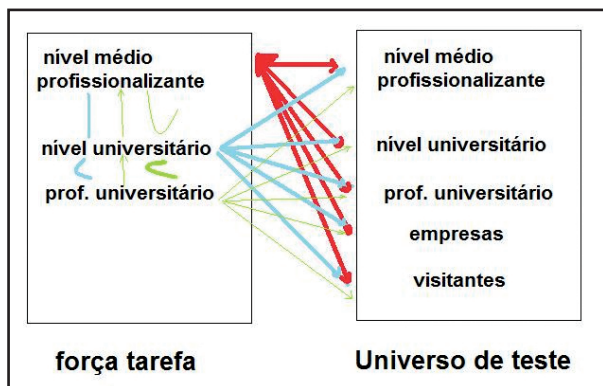 nível médio
profissionalizante
nível universitário
prof. universitário
força tarefa
nível médio
profissionalizante
nível universitário
prof. universitário
empresas
visitantes
Universo de teste